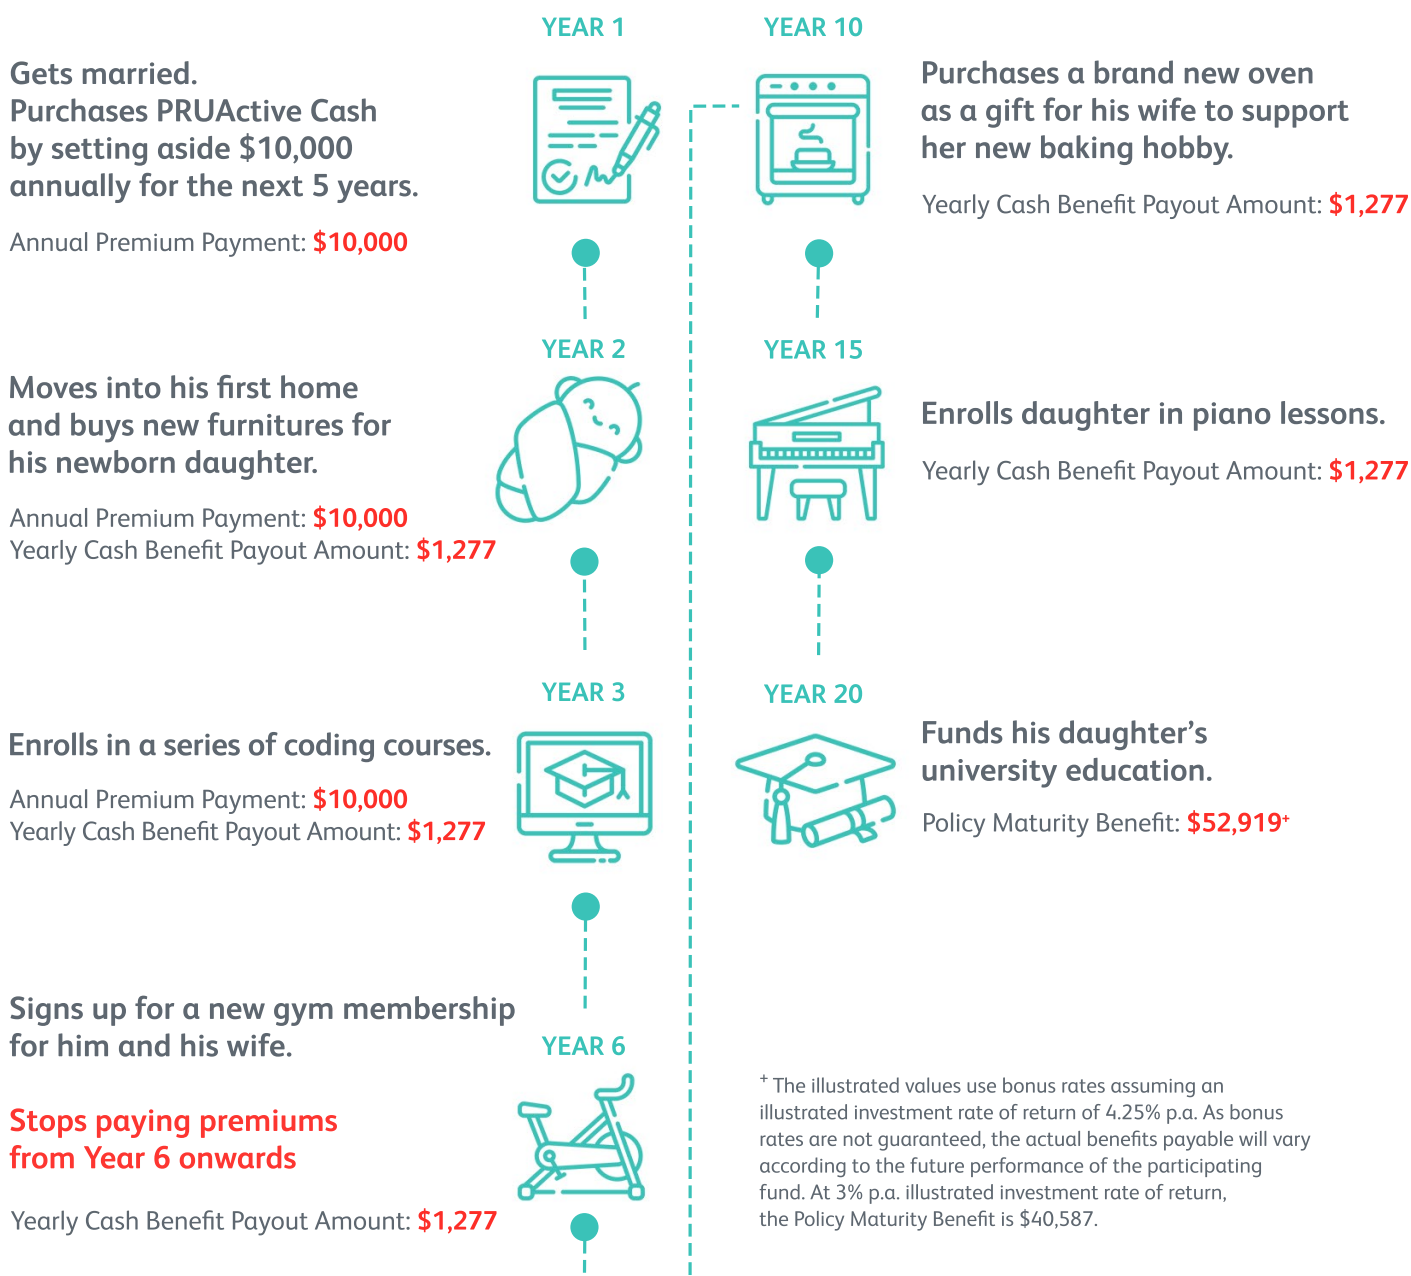 YEAR 1
Gets married.
Purchases PRUActive Cash
by setting aside $10,000
annually for the next 5 years.
Annual Premium Payment: $10,000
YEAR 2
Moves into his first home
and buys new furnitures for
his newborn daughter.
Annual Premium Payment: $10,000
Yearly Cash Benefit Payout Amount: $1,277
YEAR 3
Enrolls in a series of coding courses.
Annual Premium Payment: $10,000
Yearly Cash Benefit Payout Amount: $1,277
Signs up for a new gym membership
for him and his wife.
YEAR 6
Stops paying premiums
from Year 6 onwards
Yearly Cash Benefit Payout Amount: $1,277
YEAR 10
Purchases a brand new oven
as a gift for his wife to support
her new baking hobby.
Yearly Cash Benefit Payout Amount: $1,277
YEAR 15
Enrolls daughter in piano lessons.
Yearly Cash Benefit Payout Amount: $1,277
YEAR 20
Funds his daughter’s
university education.
Policy Maturity Benefit: $52,919+
+ The illustrated values use bonus rates assuming an
illustrated investment rate of return of 4.25% p.a. As bonus
rates are not guaranteed, the actual benefits payable will vary
according to the future performance of the participating
fund. At 3% p.a. illustrated investment rate of return,
the Policy Maturity Benefit is $40,587.